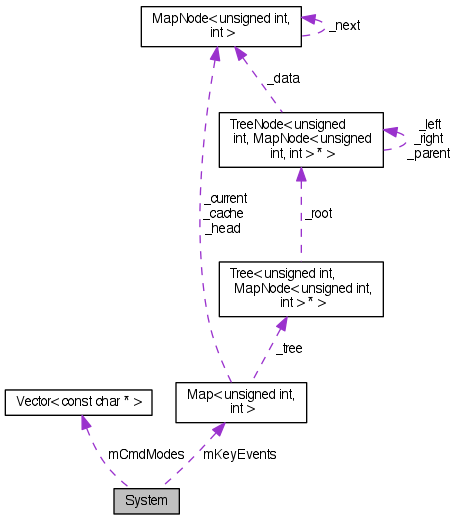 MapNode< unsigned int,
int >
_next
_data
TreeNode< unsigned
int, MapNode< unsigned
int, int > * >
_left
_right
_parent
_current
_cache
_head
_root
Tree< unsigned int,
MapNode< unsigned int,
int > * >
_tree
Vector< const char * >
Map< unsigned int,
int >
mCmdModes
mKeyEvents
System